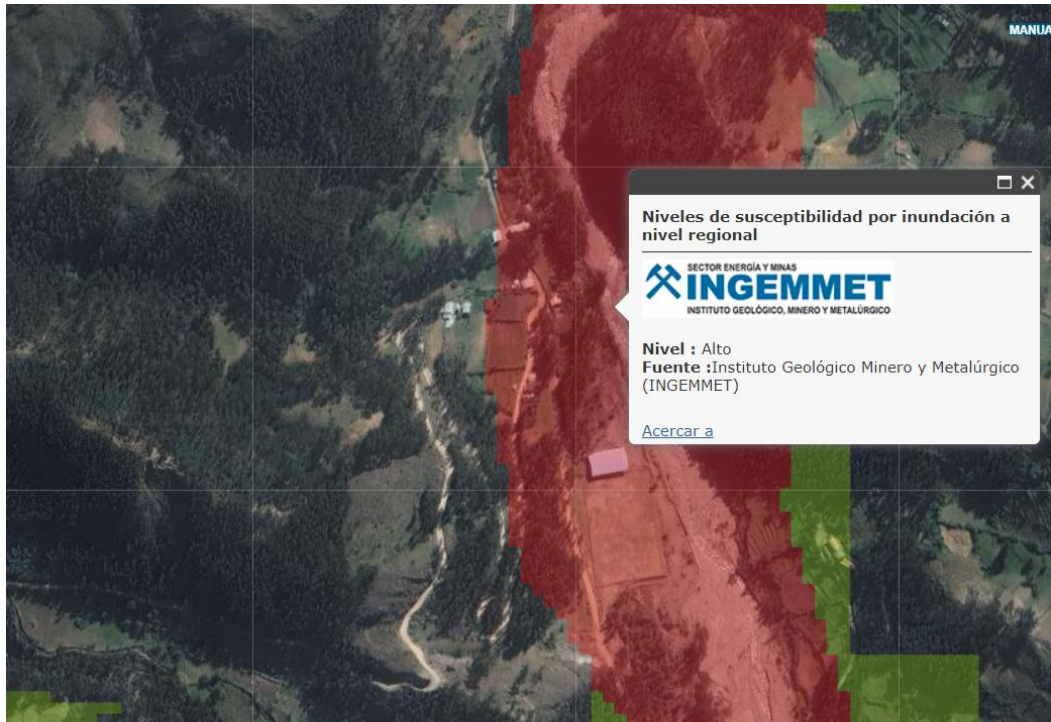 MANUA
Niveles de susceptibilidad por inundación a
nivel regional
SECTOR ENERGÍA Y MINAS
INGEMMET
INSTITUTO GEOLÓGICO, MINERO Y METALÚRGICO
Nivel : Alto
Fuente :Instituto Geológico Minero y Metalúrgico
(INGEMMET)
Acercar a